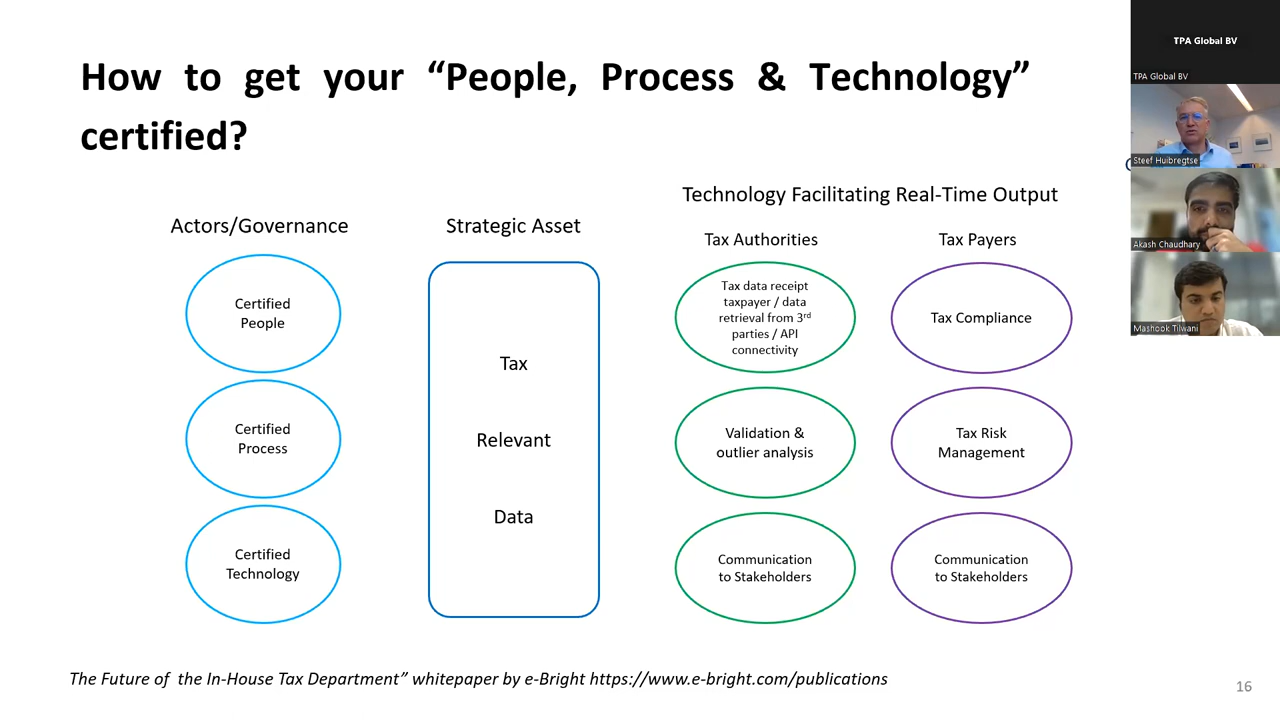 How to get your “People, Process & Technology”
certified?
Technology Facilitating Real-Time Output
Actors/Governance
Strategic Asset
Tax Authorities
Tax Payers
Certified
People
Certified
Process
Certified
Technology
Tax
Relevant
Data
Tax data receipt
taxpayer / data
retrieval from 3rd
parties / API
connectivity
Validation &
outlier analysis
Communication
to Stakeholders
Tax Compliance
Tax Risk
Management
Communication
to Stakeholders
The Future of the In-House Tax Department” whitepaper by e-Bright https://www.e-bright.com/publications
16
TPA Global BV
TPA Global BV
Steef Huibregtse
Akash Chaudhary
Mashook Tilwani